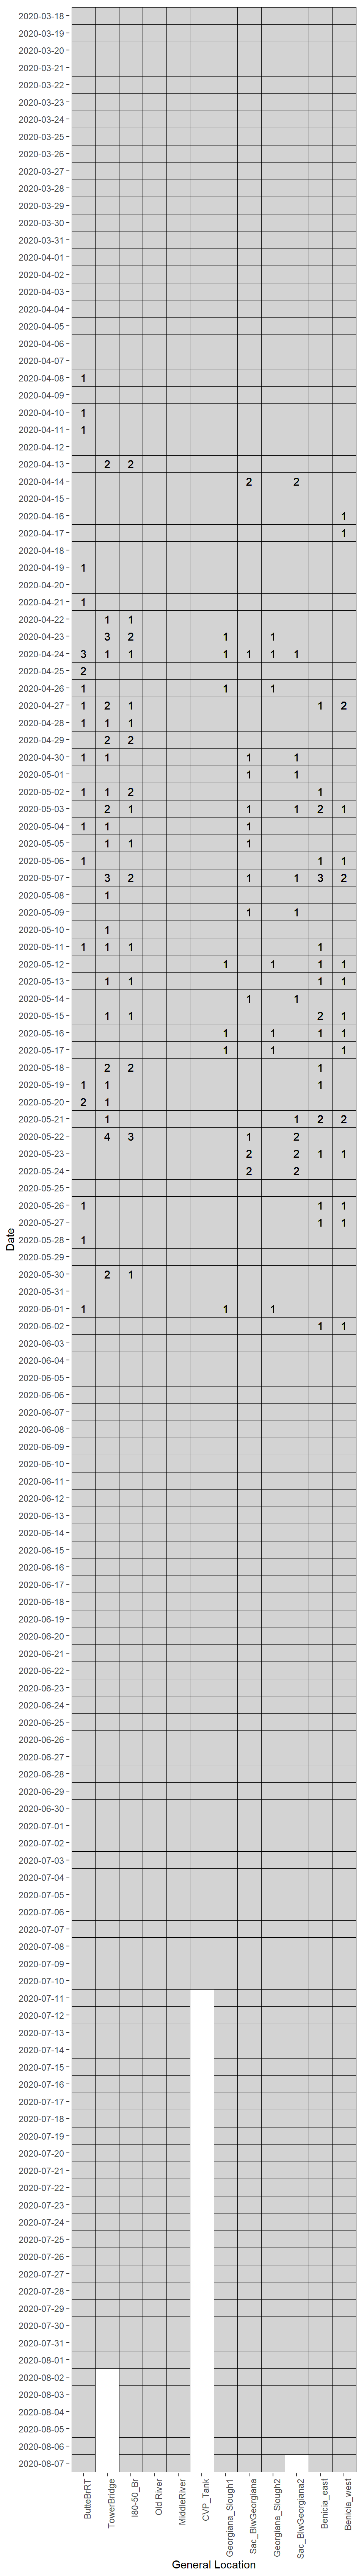 2020-03-18
2020-03-19
2020-03-20
2020-03-21
2020-03-22
2020-03-23
2020-03-24
2020-03-25
2020-03-26
2020-03-27
2020-03-28
2020-03-29
2020-03-30
2020-03-31
2020-04-01
2020-04-02
2020-04-03
2020-04-04
2020-04-05
2020-04-06
2020-04-07
2020-04-08 1
2020-04-09
2020-04-10 1
2020-04-11 1
2020-04-12
2020-04-13 2 2
2020-04-14 2 2
2020-04-15
2020-04-16 1
2020-04-17 1
2020-04-18
2020-04-19 1
2020-04-20
2020-04-21 1
2020-04-22 1 1
2020-04-23 3 2 1 1
2020-04-24 3 1 1 1 1 1 1
2020-04-25 2
2020-04-26 1 1 1
2020-04-27 1 2 1 1 2
2020-04-28 1 1 1
2020-04-29 2 2
2020-04-30 1 1 1 1
2020-05-01 1 1
2020-05-02 1 1 2 1
2020-05-03 2 1 1 1 2 1
2020-05-04 1 1 1
2020-05-05 1 1 1
2020-05-06 1 1 1
2020-05-07 3 2 1 1 3 2
2020-05-08 1
2020-05-09 1 1
2020-05-10 1
2020-05-11 1 1 1 1
2020-05-12 1 1 1 1
2020-05-13 1 1 1 1
2020-05-14 1 1
2020-05-15 1 1 2 1
2020-05-16 1 1 1 1
2020-05-17 1 1 1
2020-05-18 2 2 1
2020-05-19 1 1 1
2020-05-20 2 1
2020-05-21 1 1 2 2
2020-05-22 4 3 1 2
2020-05-23 2 2 1 1
2020-05-24 2 2
2020-05-25
2020-05-26 1 1 1
2020-05-27 1 1
2020-05-28 1
2020-05-29
2020-05-30 2 1
2020-05-31
2020-06-01 1 1 1
2020-06-02 1 1
2020-06-03
2020-06-04
2020-06-05
2020-06-06
2020-06-07
2020-06-08
2020-06-09
2020-06-10
2020-06-11
2020-06-12
2020-06-13
2020-06-14
2020-06-15
2020-06-16
2020-06-17
2020-06-18
2020-06-19
2020-06-20
2020-06-21
2020-06-22
2020-06-23
2020-06-24
2020-06-25
2020-06-26
2020-06-27
2020-06-28
2020-06-29
2020-06-30
2020-07-01
2020-07-02
2020-07-03
2020-07-04
2020-07-05
2020-07-06
2020-07-07
2020-07-08
2020-07-09
2020-07-10
2020-07-11
2020-07-12
2020-07-13
2020-07-14
2020-07-15
2020-07-16
2020-07-17
2020-07-18
2020-07-19
2020-07-20
2020-07-21
2020-07-22
2020-07-23
2020-07-24
2020-07-25
2020-07-26
2020-07-27
2020-07-28
2020-07-29
2020-07-30
2020-07-31
2020-08-01
2020-08-02
2020-08-03
2020-08-04
2020-08-05
2020-08-06
2020-08-07
Date
ButteBrRT
TowerBridge
I80-50_Br
Old River
MiddleRiver
CVP_Tank
Georgiana_Slough1
Sac_BlwGeorgiana
Georgiana_Slough2
Sac_BlwGeorgiana2
Benicia_east
Benicia_west
General Location